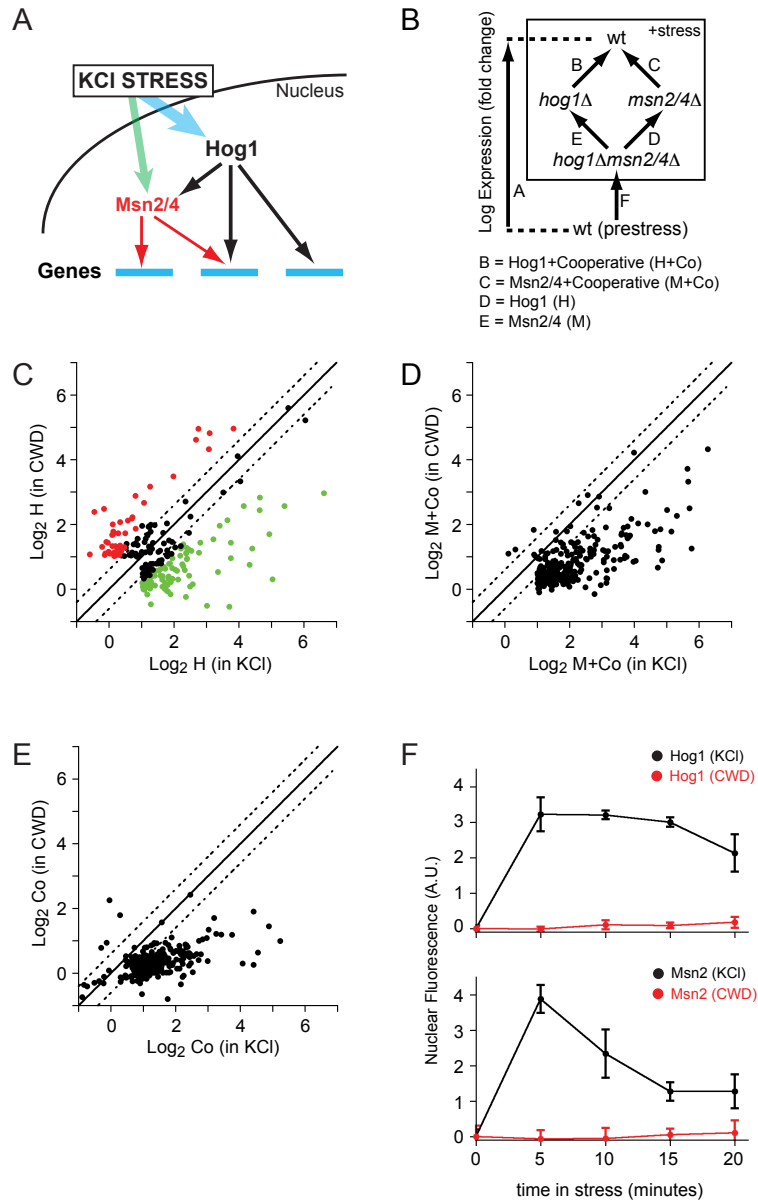 A
KCl STRESS
Nucleus
Hog1
Msn2/4
Genes
B
Log Expression (fold change)
wt
+stress
B
C
hog1Δ
msn2/4Δ
E
D
hog1Δmsn2/4Δ
A
F
wt (prestress)
B = Hog1+Cooperative (H+Co)
C = Msn2/4+Cooperative (M+Co)
D = Hog1 (H)
E = Msn2/4 (M)
C
Log2 H (in CWD)
6
4
2
0
0 2 4 6
Log2 H (in KCl)
D
Log2 M+Co (in CWD)
6
4
2
0
0 2 4 6
Log2 M+Co (in KCl)
E
Log2 Co (in CWD)
6
4
2
0
0 2 4 6
Log2 Co (in KCl)
F
Hog1 (KCl)
Hog1 (CWD)
4
3
2
1
0
Nuclear Fluorescence (A.U.)
Msn2 (KCl)
Msn2 (CWD)
4
3
2
1
0
0 5 10 15 20
time in stress (minutes)